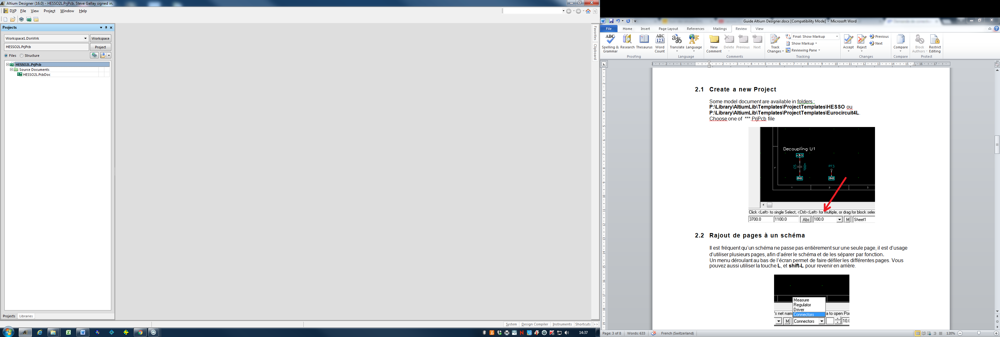 Altium Designer (16.0) - HESSO2L.PrjPcb. Steve Gallay signed in.
DXP File View Project Window Help
Projects
Workspace1.DsnWrk Workspace
HESSO2L.PrjPcb Project
Files Structure
HESSO2L.PrjPcb
Source Documents
HESSO2L.PcbDoc
Projects Libraries
Favorites
Clipboard
System Design Compiler Instruments Shortcuts >>
14:37
Guide Altium Designer.docx [Compatibility Mode] - Microsoft Word
File Home Insert Page Layout References Mailings Review View
Spelling & Grammar Research Thesaurus Word Count Translate Language New Comment Delete Previous Next Track Changes Final: Show Markup Show Markup Reviewing Pane Accept Reject Previous Next Compare Block Authors Restrict Editing
Proofing Language Comments Tracking Changes Compare Protect
2.1 Create a new Project
Some model document are available in folders :
P:\Library\AltiumLib\Templates\ProjectTemplates\HESSO ou
P:\Library\AltiumLib\Templates\ProjectTemplates\Eurocircuit4L.
Choose one of ***.PrjPcb file
Decoupling U1
+3V3
C5 100n PT3
GND GND
1 2 3
Click <Left> to single Select, <Ctrl><Left> for multiple, or drag for block selec
3700.0 1100.0 Abs 100.0 M Sheet1
2.2 Rajout de pages à un schéma
Il est fréquent qu'un schéma ne passe pas entièrement sur une seule page, il est d'usage
d'utiliser plusieurs pages, afin d'aérer le schéma et de les séparer par fonction.
Un menu déroulant au bas de l'écran permet de faire défiler les différentes pages. Vous
pouvez aussi utiliser la touche L, et shift-L pour revenir en arrière.
Measure
Regulator
Driver
's net nam Connectors a to open Por
M Connectors 10.0
Page: 3 of 8 Words: 633 French (Switzerland) 120%